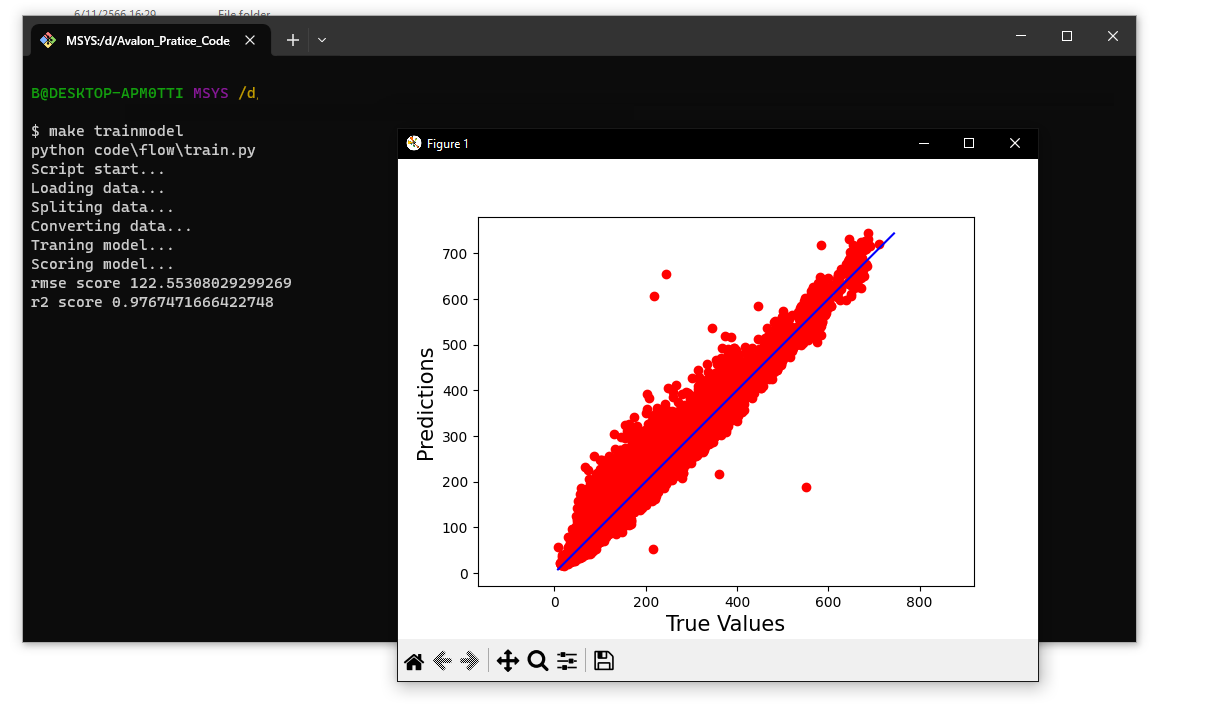 6/11/2566 16:29 File folder
MSYS:/d/Avalon_Pratice_Code
B@DESKTOP-APM0TTI MSYS /d
$ make trainmodel
python code\flow\train.py
Script start...
Loading data...
Spliting data...
Converting data...
Traning model...
Scoring model...
rmse score 122.55308029299269
r2 score 0.9767471666422748
Figure 1
Predictions
700
600
500
400
300
200
100
0
0 200 400 600 800
True Values